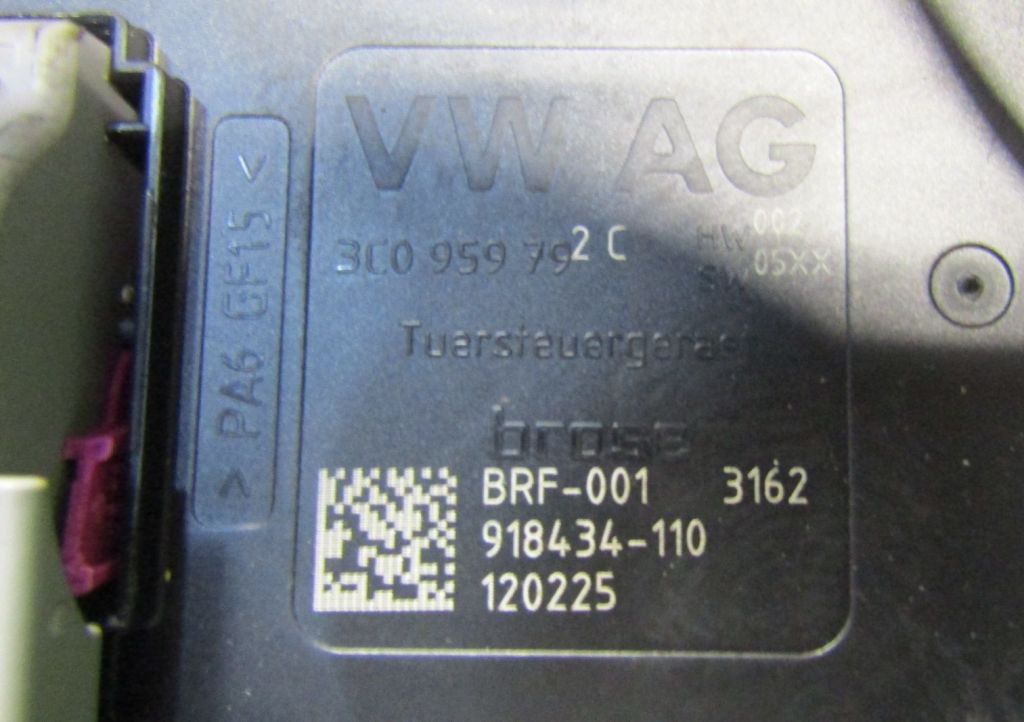 VW AG
3C0 959 792 C HW 002
SW 05XX
Tuersteuergeraet
brose
BRF-001 3162
918434-110
120225
> PA6 GF15 <